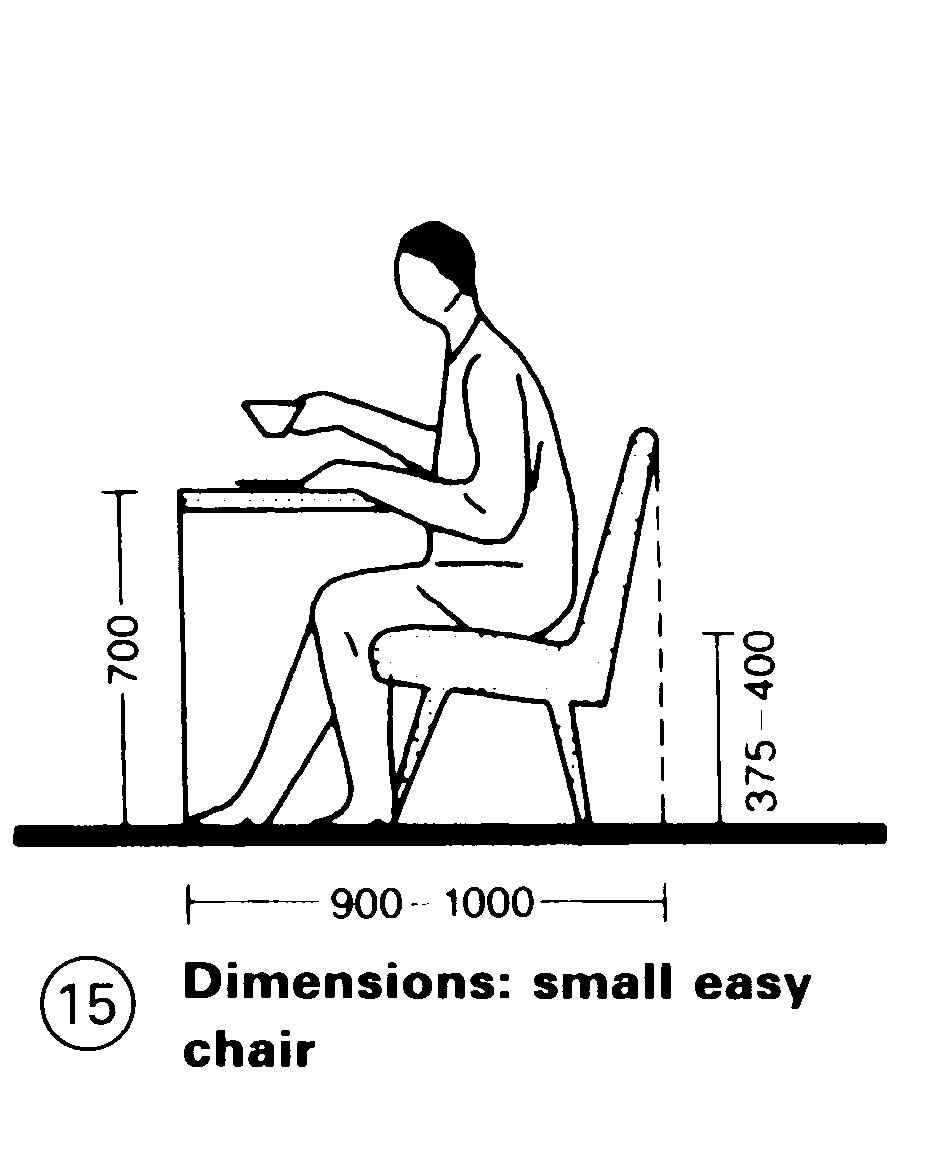 700
375 – 400
900 – 1000
15
Dimensions: small easy
chair